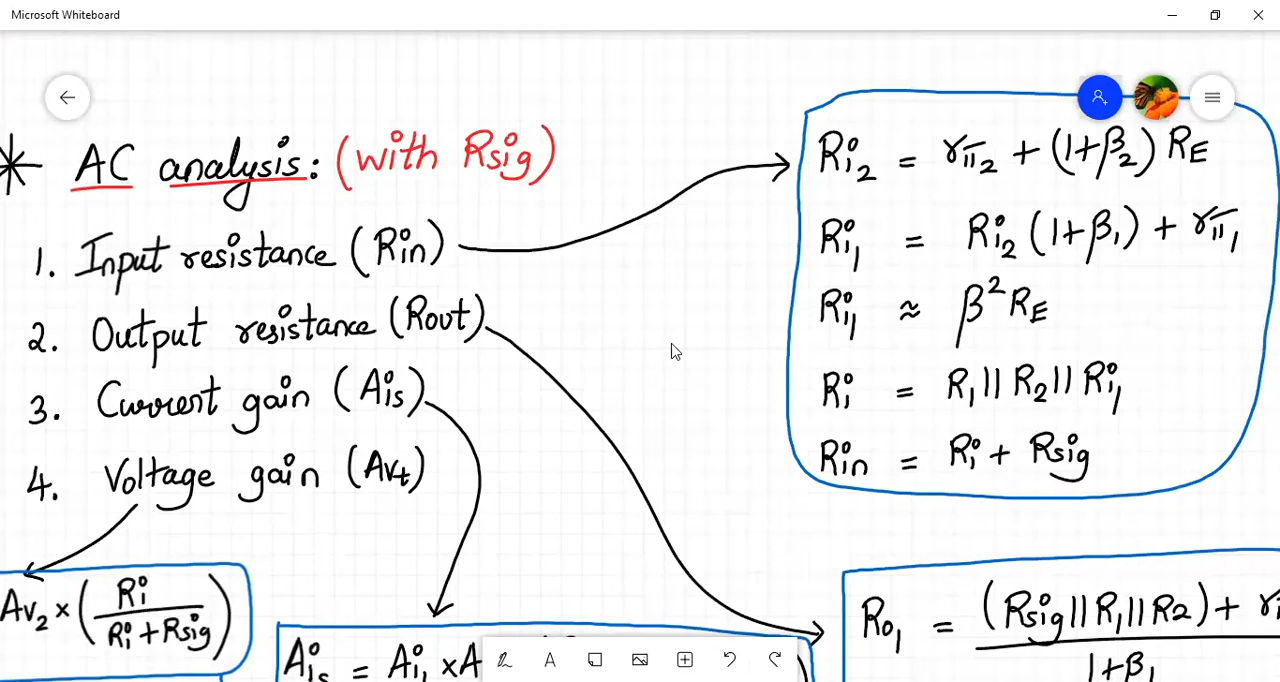 Microsoft Whiteboard
* AC analysis: (with Rsig)
1. Input resistance (Rin)
2. Output resistance (Rout)
3. Current gain (Ais)
4. Voltage gain (Avt)
Ri2 = rπ2 + (1+β2) RE
Ri1 = Ri2 (1+β1) + rπ1
Ri1 ≈ β² RE
Ri = R1 || R2 || Ri1
Rin = Ri + Rsig
Av2 × (Ri / Ri + Rsig)
Ais = Ai1 × A
Ro1 = (Rsig || R1 || R2) + / 1+β1